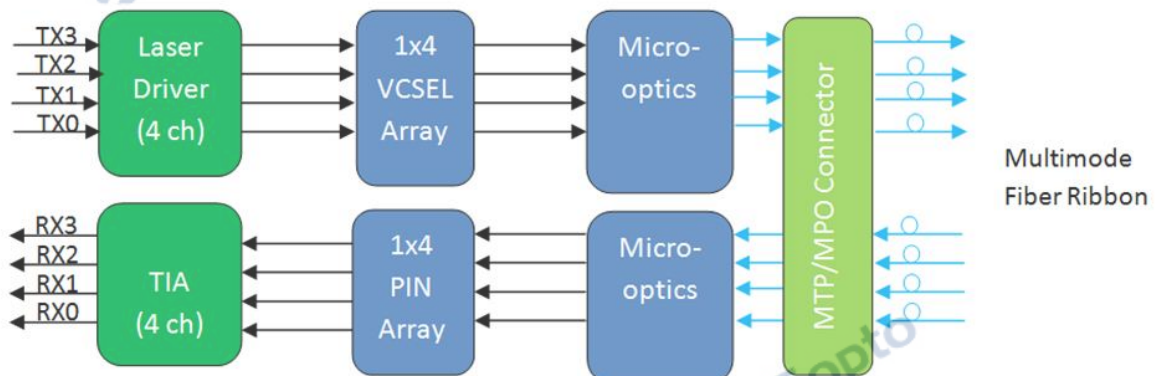 TX3
TX2
TX1
TX0
Laser
Driver
(4 ch)
1x4
VCSEL
Array
Micro-
optics
MTP/MPO Connector
Multimode
Fiber Ribbon
RX3
RX2
RX1
RX0
TIA
(4 ch)
1x4
PIN
Array
Micro-
optics